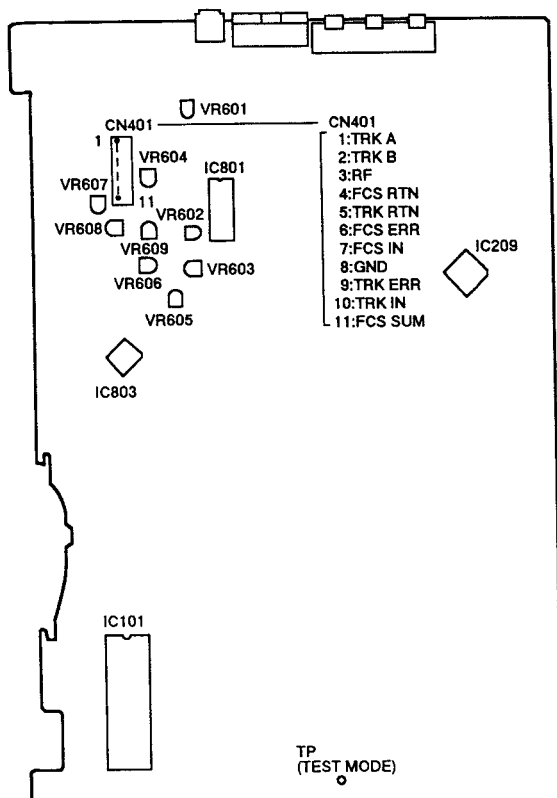 VR601
CN401
CN401
1
VR604
IC801
VR607
11
VR608
VR602
VR609
VR603
VR606
VR605
IC803
1:TRK A
2:TRK B
3:RF
4:FCS RTN
5:TRK RTN
6:FCS ERR
7:FCS IN
8:GND
9:TRK ERR
10:TRK IN
11:FCS SUM
IC209
IC101
TP
(TEST MODE)